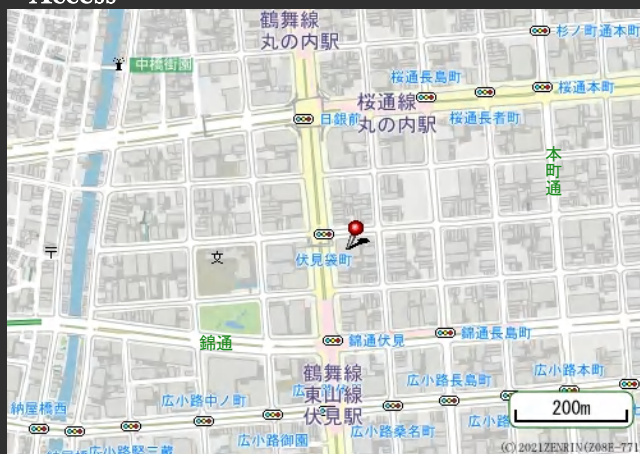 Access
鶴舞線
丸の内駅
杉ノ町通本町
中橋街園
桜通長島町
桜通本町
桜通線
丸の内駅
日銀前
桜通長者町
本町通
〒
文
伏見袋町
錦通
錦通伏見
錦通長島町
鶴舞線
東山線
伏見駅
広小路本町
広小路長島町
広小路中ノ町
納屋橋西
広小路御園
広小路桑名町
200m
(C)2021ZENRIN(Z08E-771